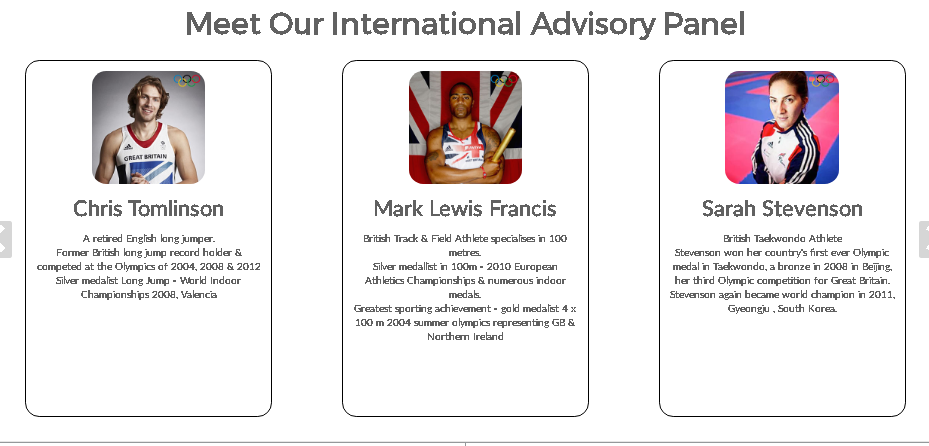 Meet Our International Advisory Panel
GREAT BRITAIN
Chris Tomlinson
A retired English long jumper.
Former British long jump record holder &
competed at the Olympics of 2004, 2008 & 2012
Silver medalist Long Jump - World Indoor
Championships 2008, Valencia
Mark Lewis Francis
British Track & Field Athlete specialises in 100
metres.
Silver medallist in 100m - 2010 European
Athletics Championships & numerous indoor
medals.
Greatest sporting achievement - gold medalist 4 x
100 m 2004 summer olympics representing GB &
Northern Ireland
Sarah Stevenson
British Taekwondo Athlete
Stevenson won her country's first ever Olympic
medal in Taekwondo, a bronze in 2008 in Beijing,
her third Olympic competition for Great Britain.
Stevenson again became world champion in 2011,
Gyeongju , South Korea.